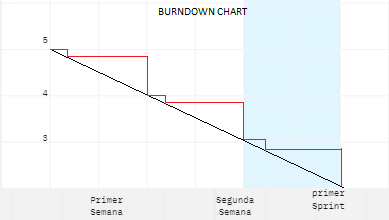 BURNDOWN CHART
5
4
3
Primer
Semana
Segunda
Semana
primer
Sprint